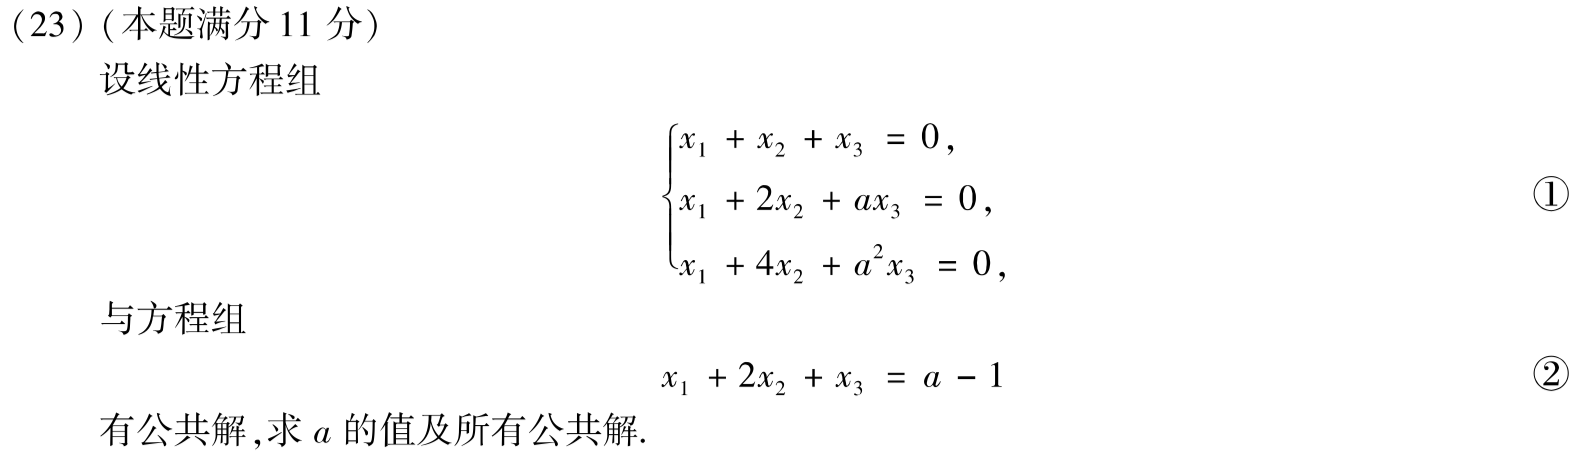 (23)(本题满分 11 分)
设线性方程组
x₁ + x₂ + x₃ = 0,
x₁ + 2x₂ + ax₃ = 0, ①
x₁ + 4x₂ + a²x₃ = 0,
与方程组
x₁ + 2x₂ + x₃ = a − 1 ②
有公共解,求 a 的值及所有公共解.